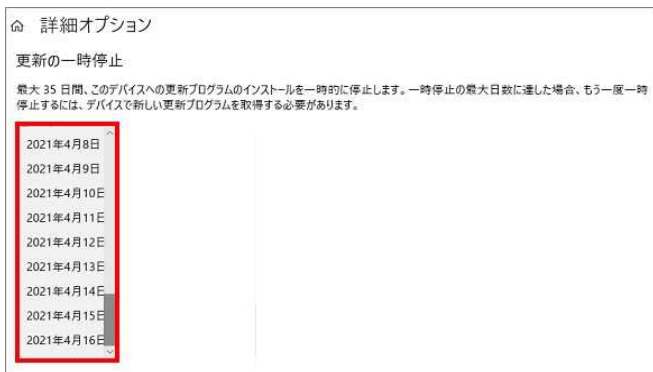 詳細オプション
更新の一時停止
最大 35 日間、このデバイスへの更新プログラムのインストールを一時的に停止します。一時停止の最大日数に達した場合、もう一度一時
停止するには、デバイスで新しい更新プログラムを取得する必要があります。
2021年4月8日
2021年4月9日
2021年4月10日
2021年4月11日
2021年4月12日
2021年4月13日
2021年4月14日
2021年4月15日
2021年4月16日